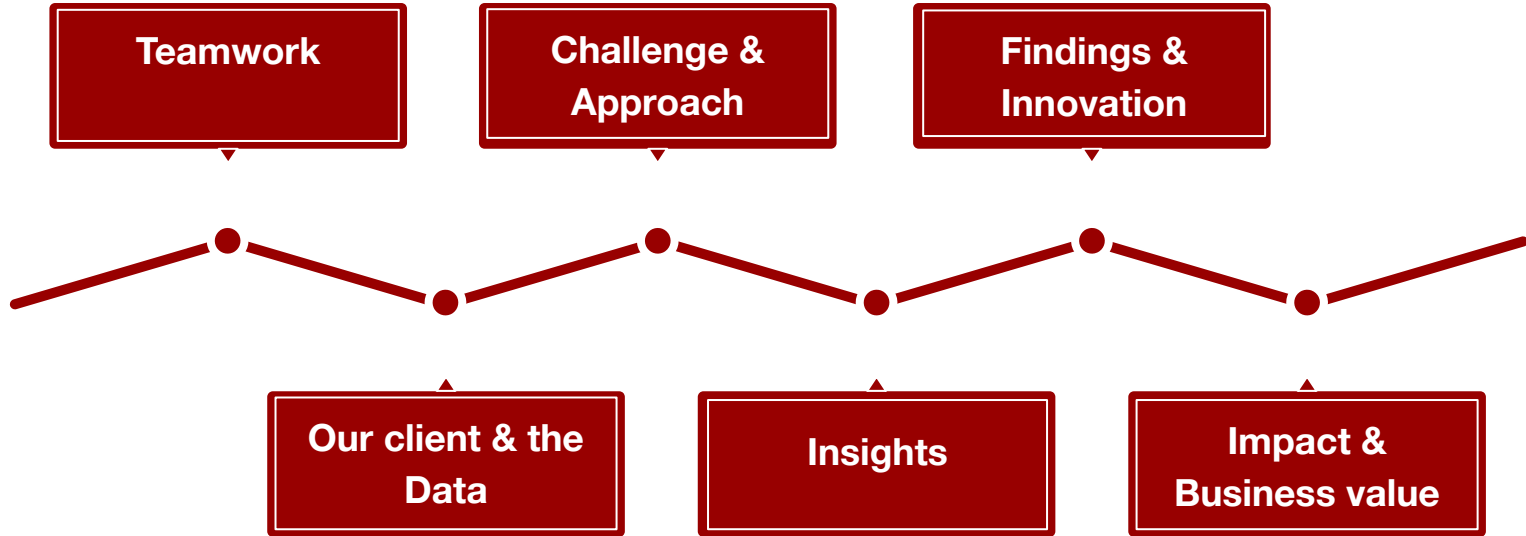 Teamwork
Challenge &
Approach
Findings &
Innovation
Our client & the
Data
Insights
Impact &
Business value